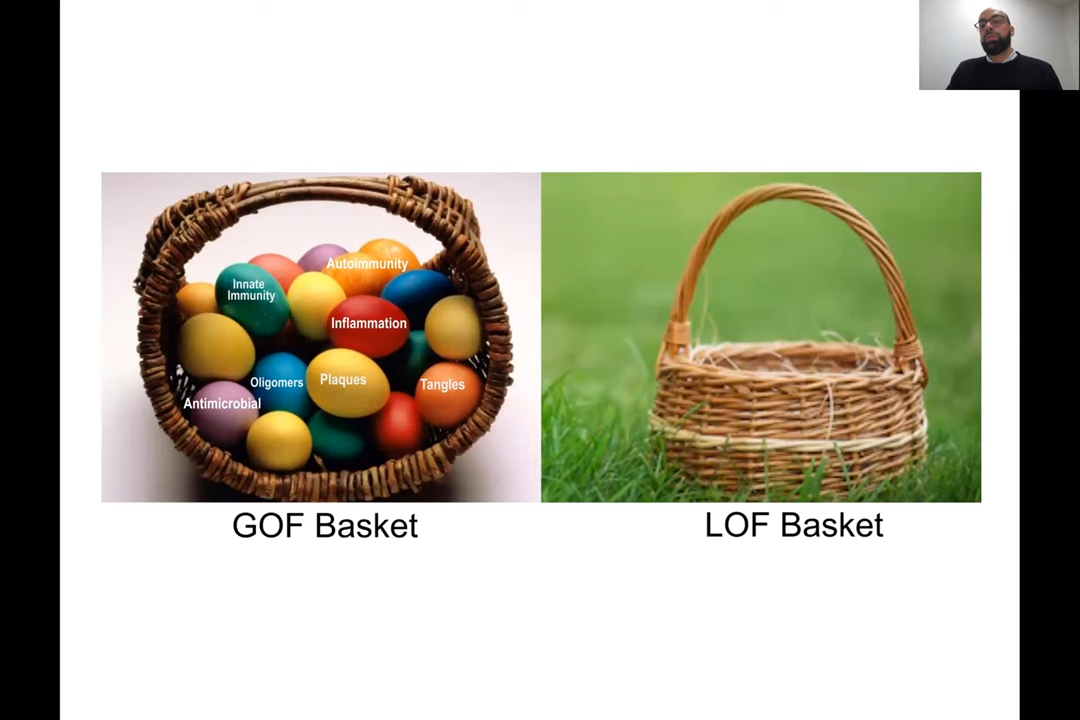 Autoimmunity
Innate
Immunity
Inflammation
Oligomers
Plaques
Tangles
Antimicrobial
GOF Basket
LOF Basket